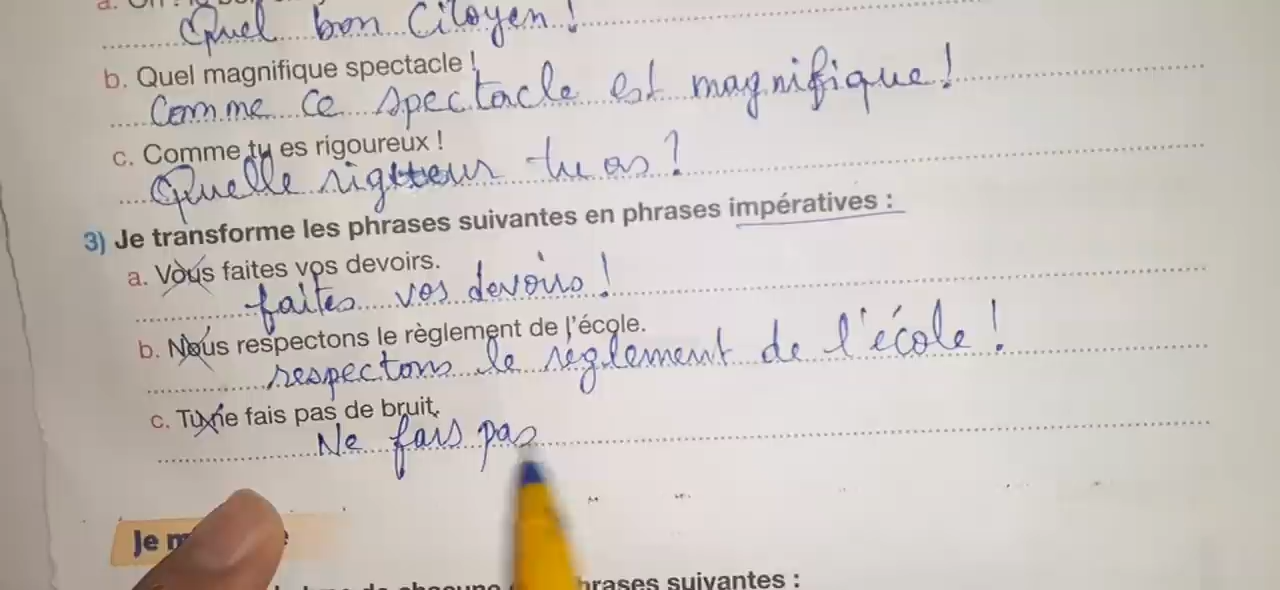 a. On
Quel bon citoyen !
b. Quel magnifique spectacle !
Comme ce spectacle est magnifique !
c. Comme tu es rigoureux !
Quelle rigueur tu as !
3) Je transforme les phrases suivantes en phrases impératives :
a. Vous faites vos devoirs.
faites vos devoirs !
b. Nous respectons le règlement de l'école.
respectons le règlement de l'école !
c. Tu ne fais pas de bruit.
Ne fais pas
Je
de chacune phrases suivantes :